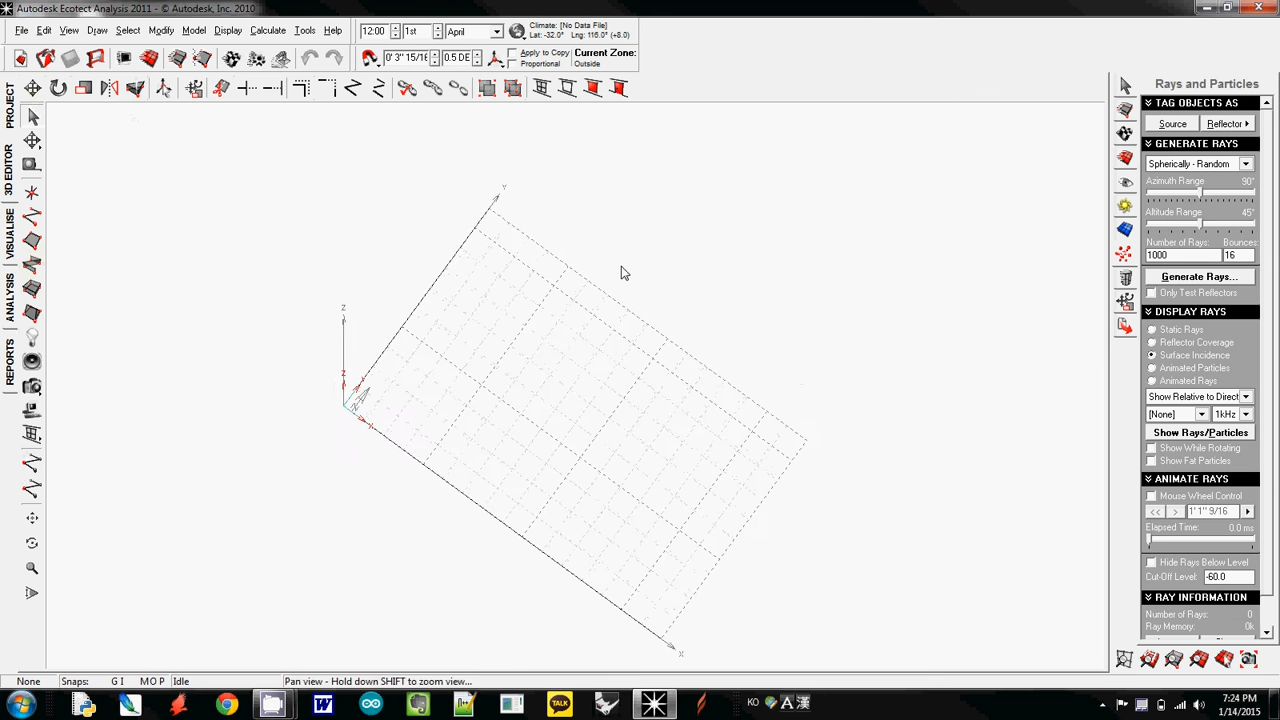 Autodesk Ecotect Analysis 2011 - Autodesk, Inc. 2010
File Edit View Draw Select Modify Model Display Calculate Tools Help
12:00 1st April
Climate: [No Data File]
Lat: -32.0° Lng: 116.0° (+8.0)
0' 3" 15/16 0.5 DE
Apply to Copy
Proportional
Current Zone:
Outside
PROJECT
3D EDITOR
VISUALISE
ANALYSIS
REPORTS
Y
Z
Z
N
X
X
Rays and Particles
TAG OBJECTS AS
Source Reflector
GENERATE RAYS
Spherically - Random
Azimuth Range 90°
Altitude Range 45°
Number of Rays: Bounces:
1000 16
Generate Rays...
Only Test Reflectors
DISPLAY RAYS
Static Rays
Reflector Coverage
Surface Incidence
Animated Particles
Animated Rays
Show Relative to Direct
[None] 1kHz
Show Rays/Particles
Show While Rotating
Show Fat Particles
ANIMATE RAYS
Mouse Wheel Control
<< > 1' 1" 9/16
Elapsed Time: 0.0 ms
Hide Rays Below Level
Cut-Off Level: -60.0
RAY INFORMATION
Number of Rays: 0
Ray Memory: 0k
None Snaps: G I M O P Idle Pan view - Hold down SHIFT to zoom view...
TALK
KO A 漢
7:24 PM
1/14/2015